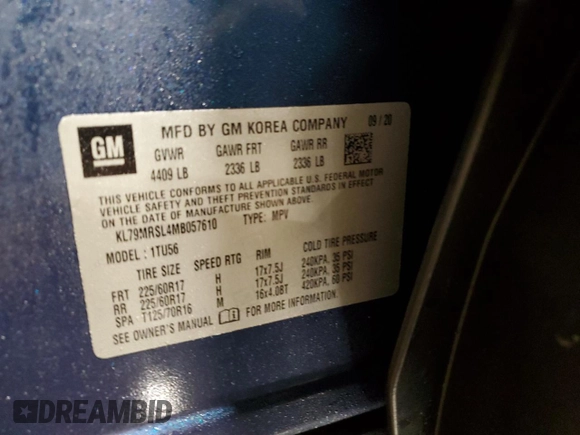 GM
MFD BY GM KOREA COMPANY 09/20
GVWR GAWR FRT GAWR RR
4409 LB 2336 LB 2336 LB
THIS VEHICLE CONFORMS TO ALL APPLICABLE U.S. FEDERAL MOTOR
VEHICLE SAFETY AND THEFT PREVENTION STANDARDS IN EFFECT
ON THE DATE OF MANUFACTURE SHOWN ABOVE.
KL79MRSL4MB057610 TYPE: MPV
MODEL: 1TU56
TIRE SIZE SPEED RTG RIM COLD TIRE PRESSURE
FRT 225/60R17 H 17x7.5J 240KPA, 35 PSI
RR 225/60R17 H 17x7.5J 240KPA, 35 PSI
SPA T125/70R16 M 16x4.0BT 420KPA, 60 PSI
SEE OWNER'S MANUAL FOR MORE INFORMATION
DREAMBID